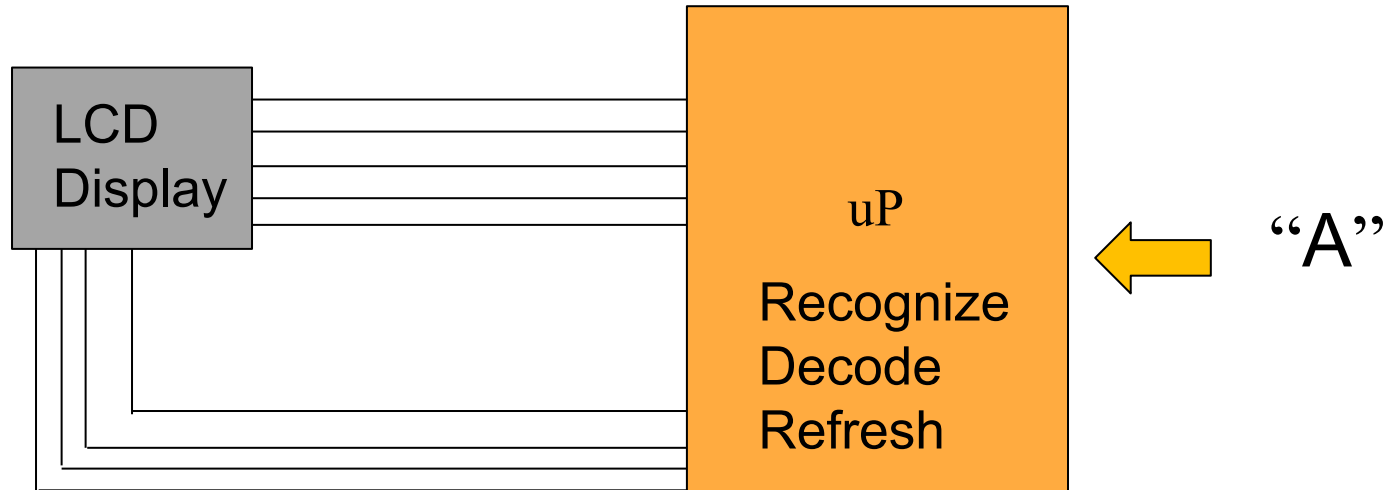 LCD
Display
uP
Recognize
Decode
Refresh
“A”